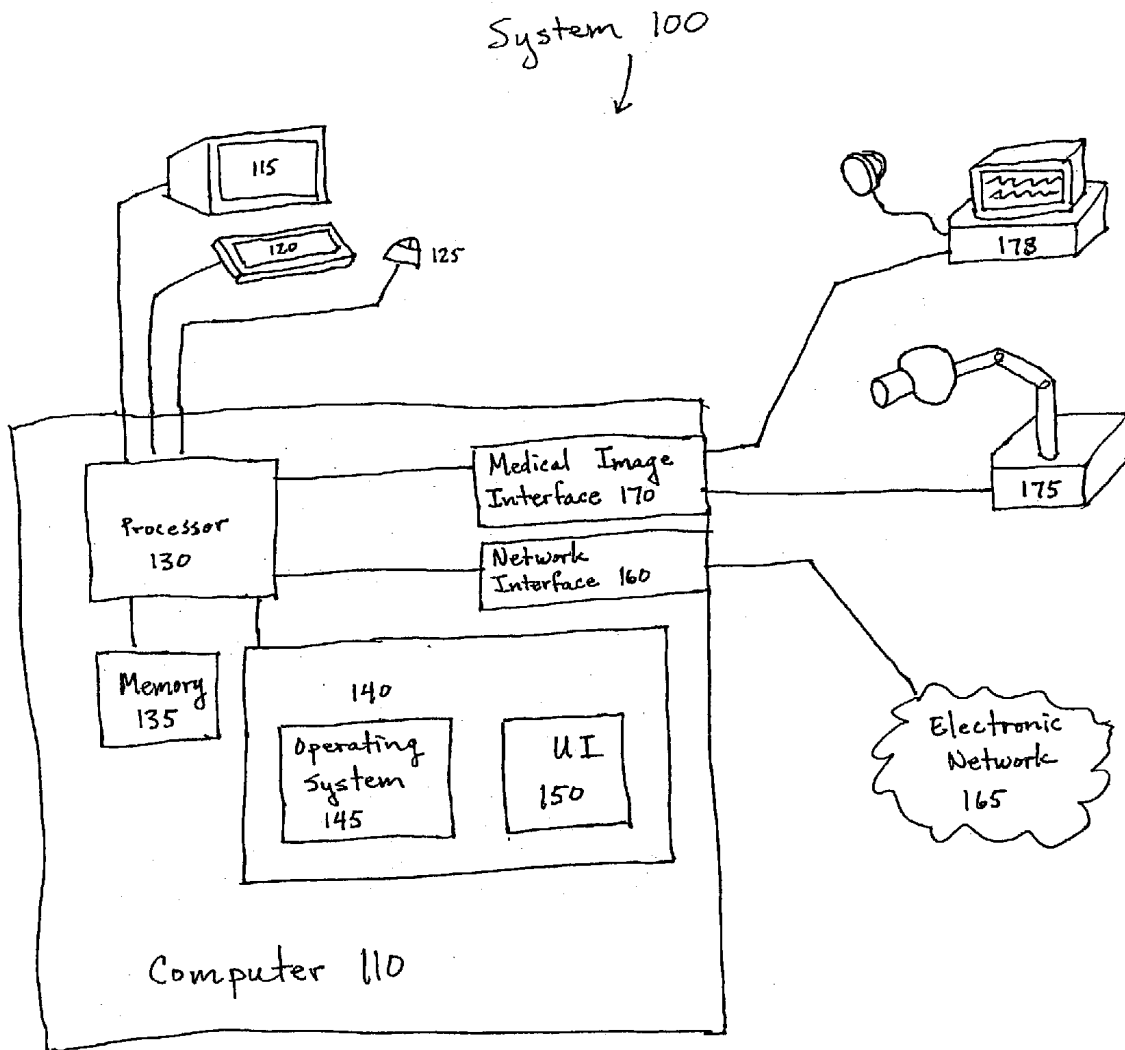 System 100
115
120
125
178
175
Medical Image
Interface 170
Processor
130
Network
Interface 160
Memory
135
140
Operating
System
145
UI
150
Electronic
Network
165
Computer 110